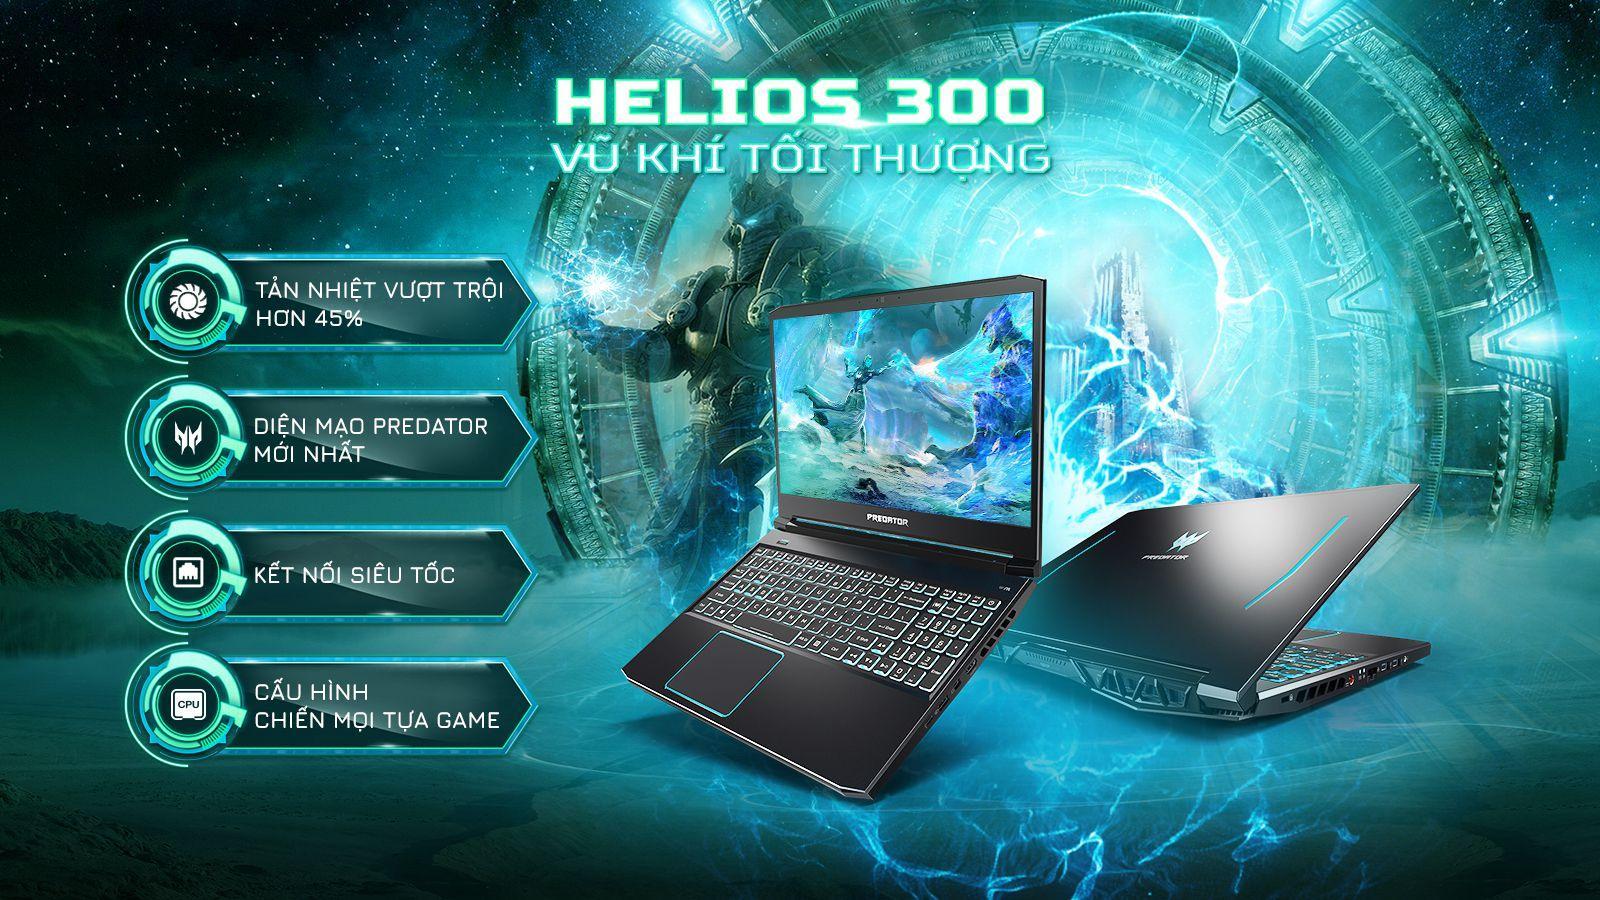 HELIOS 300
VŨ KHÍ TỐI THƯỢNG
TẢN NHIỆT VƯỢT TRỘI
HƠN 45%
DIỆN MẠO PREDATOR
MỚI NHẤT
KẾT NỐI SIÊU TỐC
CPU
CẤU HÌNH
CHIẾN MỌI TỰA GAME
PREDATOR
PREDATOR